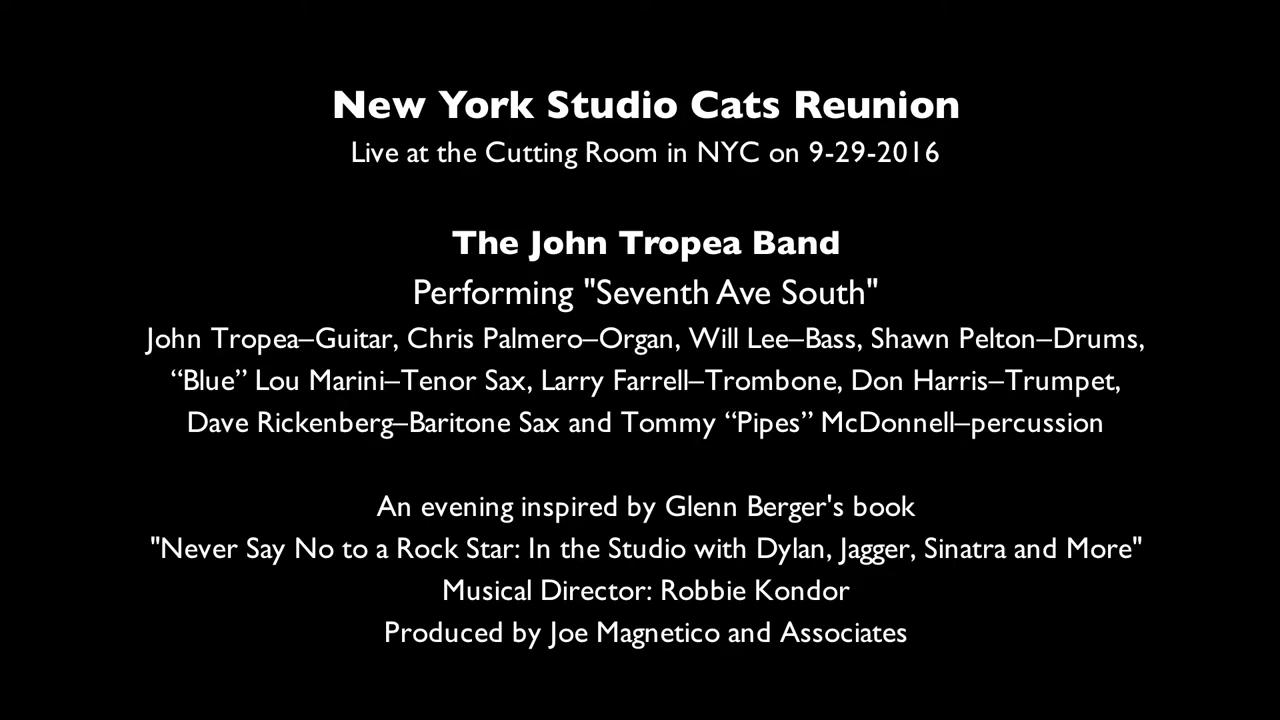 New York Studio Cats Reunion
Live at the Cutting Room in NYC on 9-29-2016
The John Tropea Band
Performing "Seventh Ave South"
John Tropea–Guitar, Chris Palmero–Organ, Will Lee–Bass, Shawn Pelton–Drums,
“Blue” Lou Marini–Tenor Sax, Larry Farrell–Trombone, Don Harris–Trumpet,
Dave Rickenberg–Baritone Sax and Tommy “Pipes” McDonnell–percussion
An evening inspired by Glenn Berger's book
"Never Say No to a Rock Star: In the Studio with Dylan, Jagger, Sinatra and More"
Musical Director: Robbie Kondor
Produced by Joe Magnetico and Associates